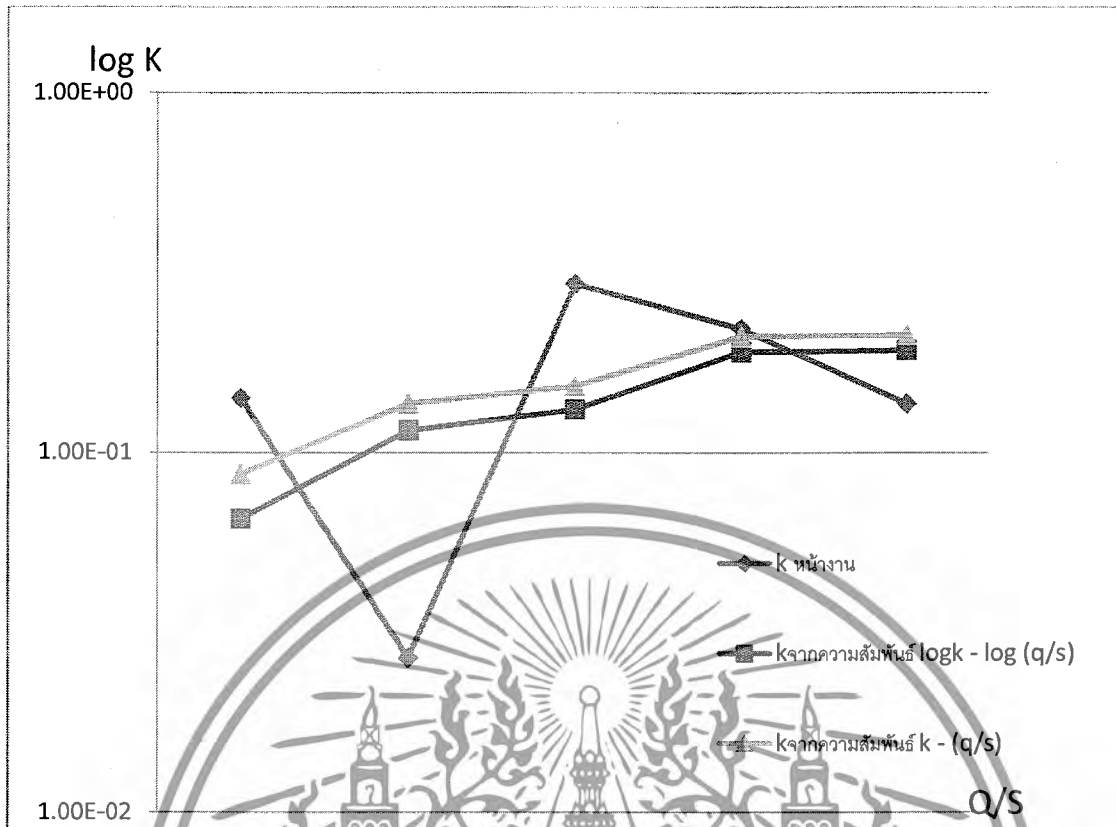 log K
1.00E+00
1.00E-01
k หน้างาน
kจากความสัมพันธ์ logk - log (q/s)
kจากความสัมพันธ์ k - (q/s)
1.00E-02
Q/S